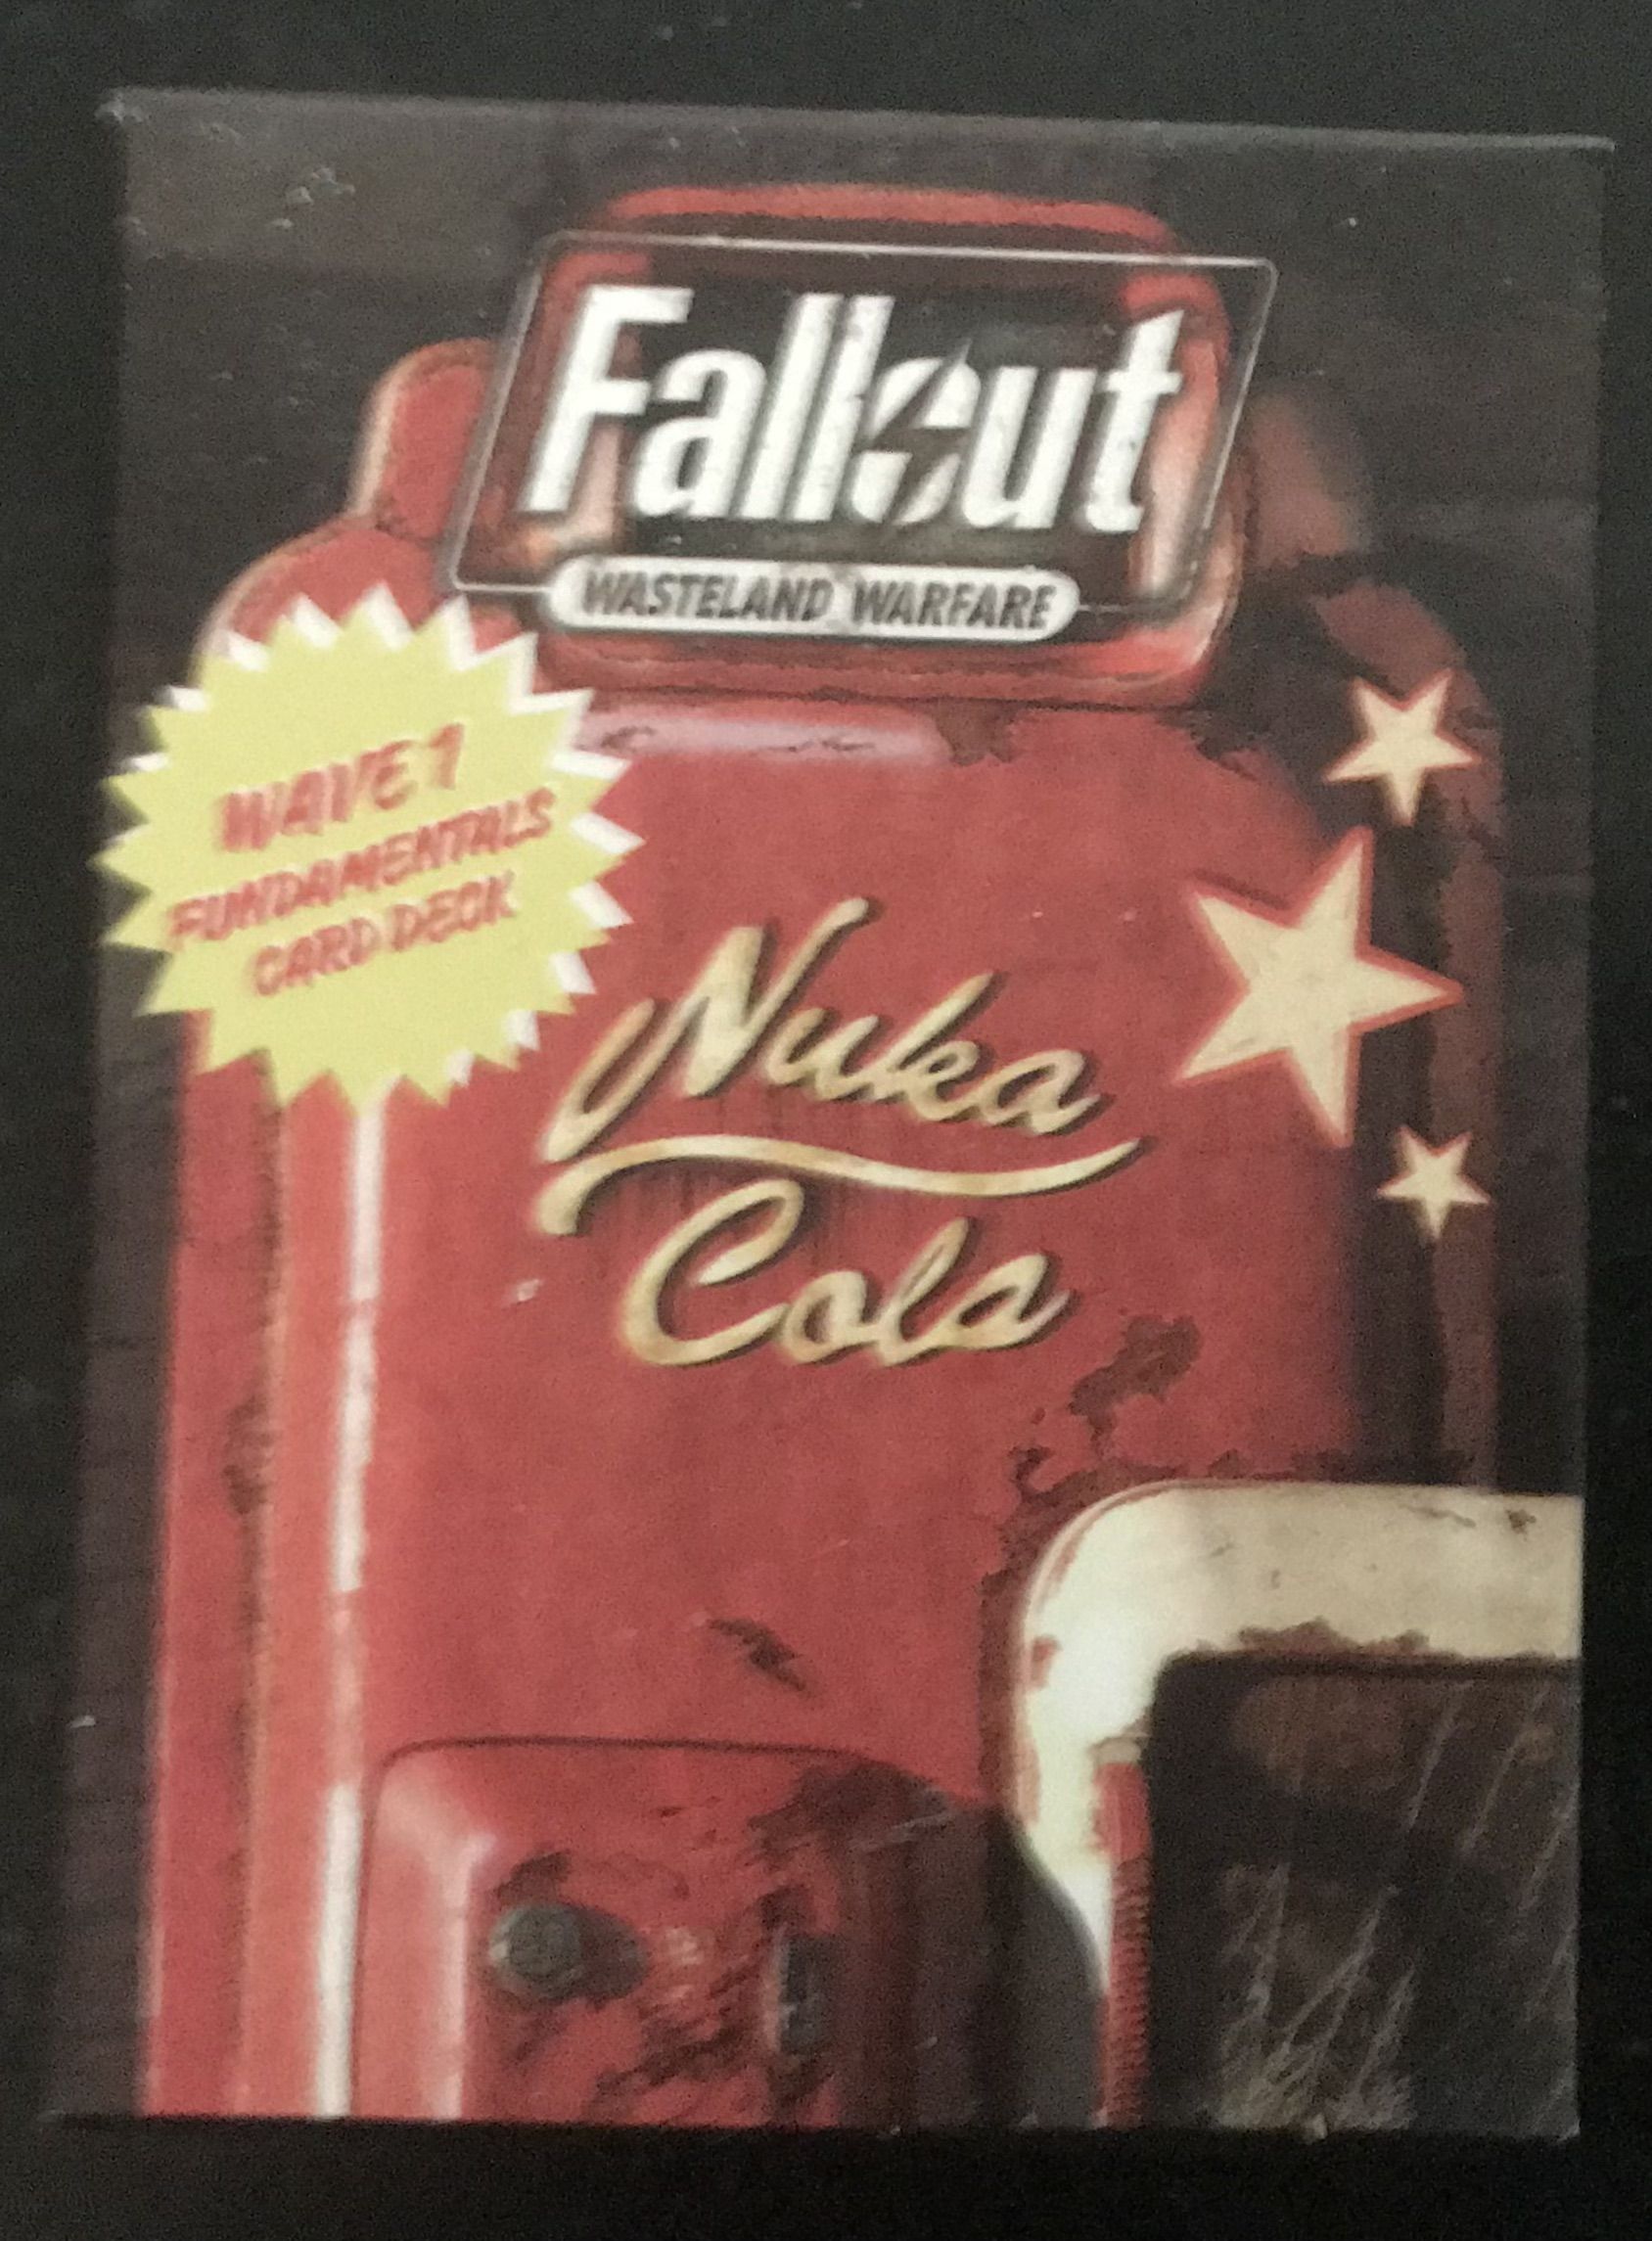 Fallout
WASTELAND WARFARE
WAVE 1
FUNDAMENTALS
CARD DECK
Nuka
Cola